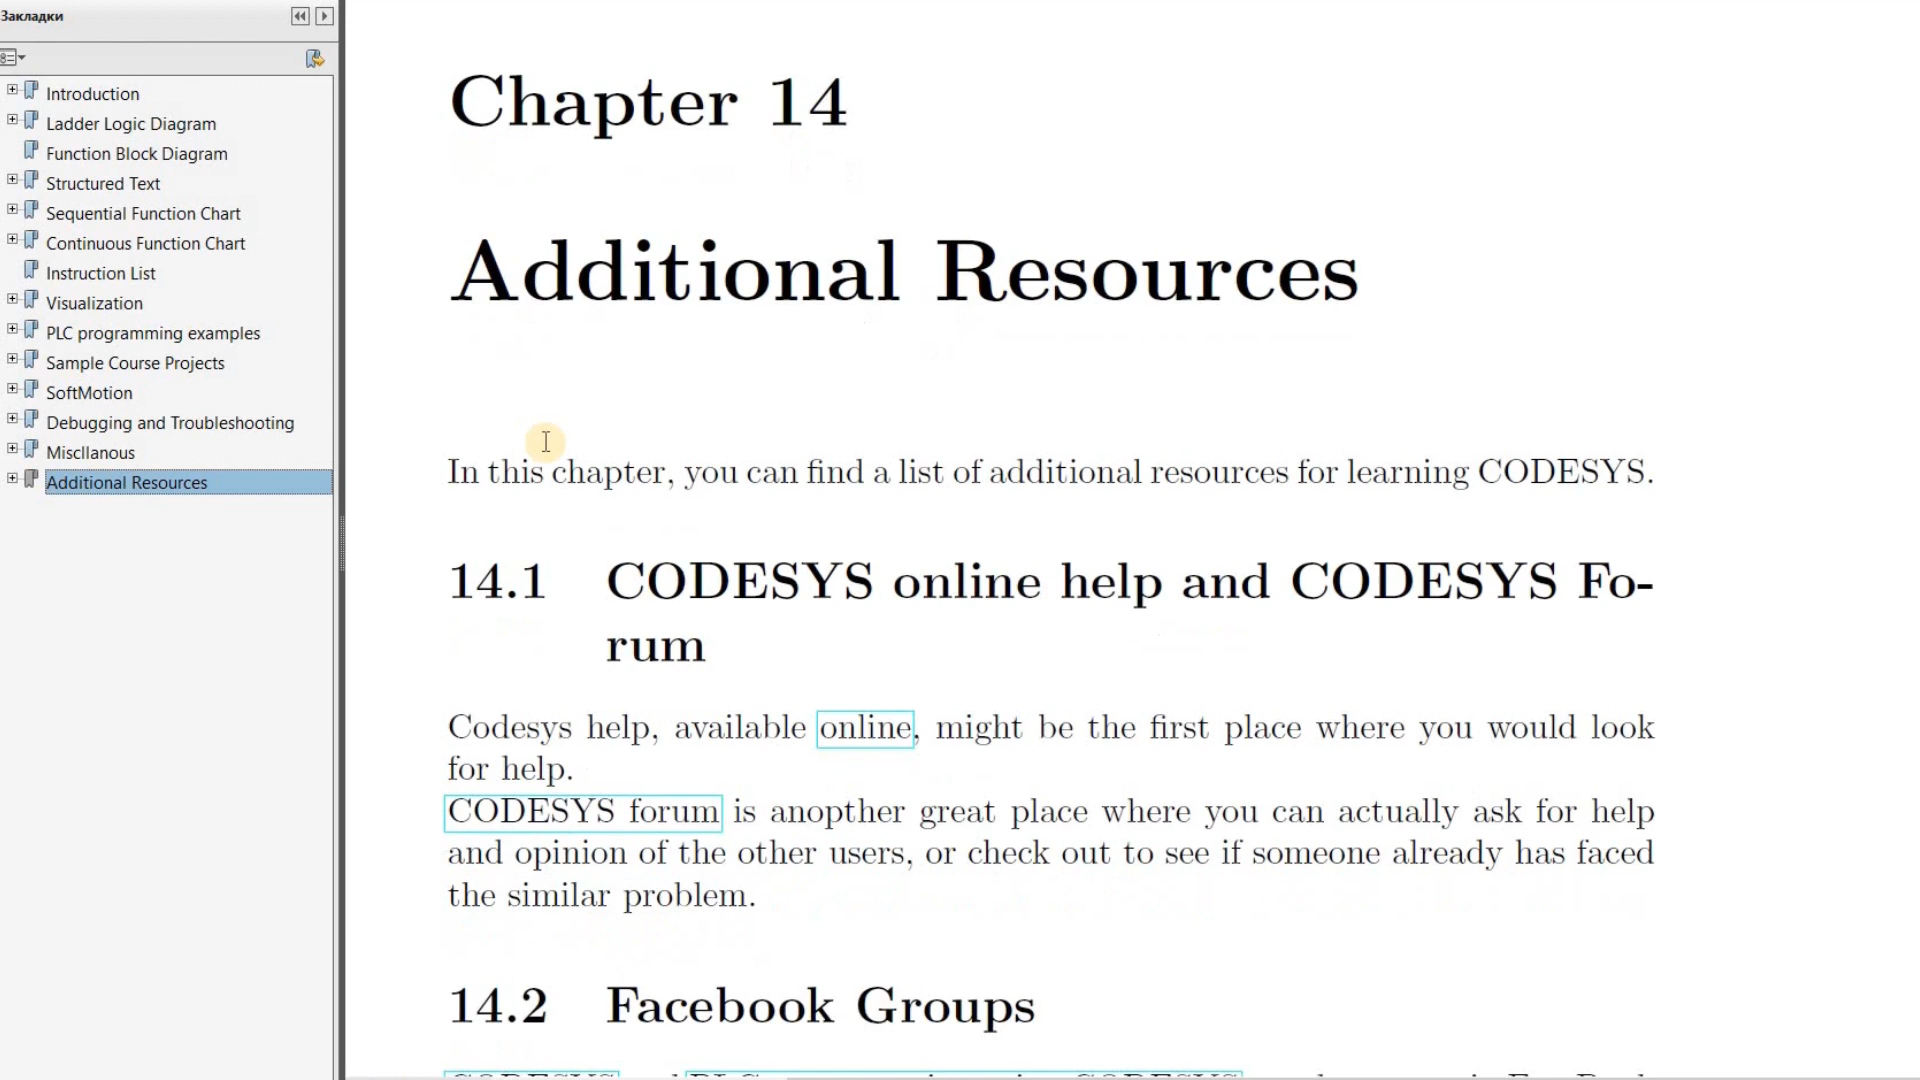 Закладки
Introduction
Ladder Logic Diagram
Function Block Diagram
Structured Text
Sequential Function Chart
Continuous Function Chart
Instruction List
Visualization
PLC programming examples
Sample Course Projects
SoftMotion
Debugging and Troubleshooting
Miscllanous
Additional Resources
Chapter 14
Additional Resources
In this chapter, you can find a list of additional resources for learning CODESYS.
14.1 CODESYS online help and CODESYS Fo-
rum
Codesys help, available online, might be the first place where you would look
for help.
CODESYS forum is anopther great place where you can actually ask for help
and opinion of the other users, or check out to see if someone already has faced
the similar problem.
14.2 Facebook Groups